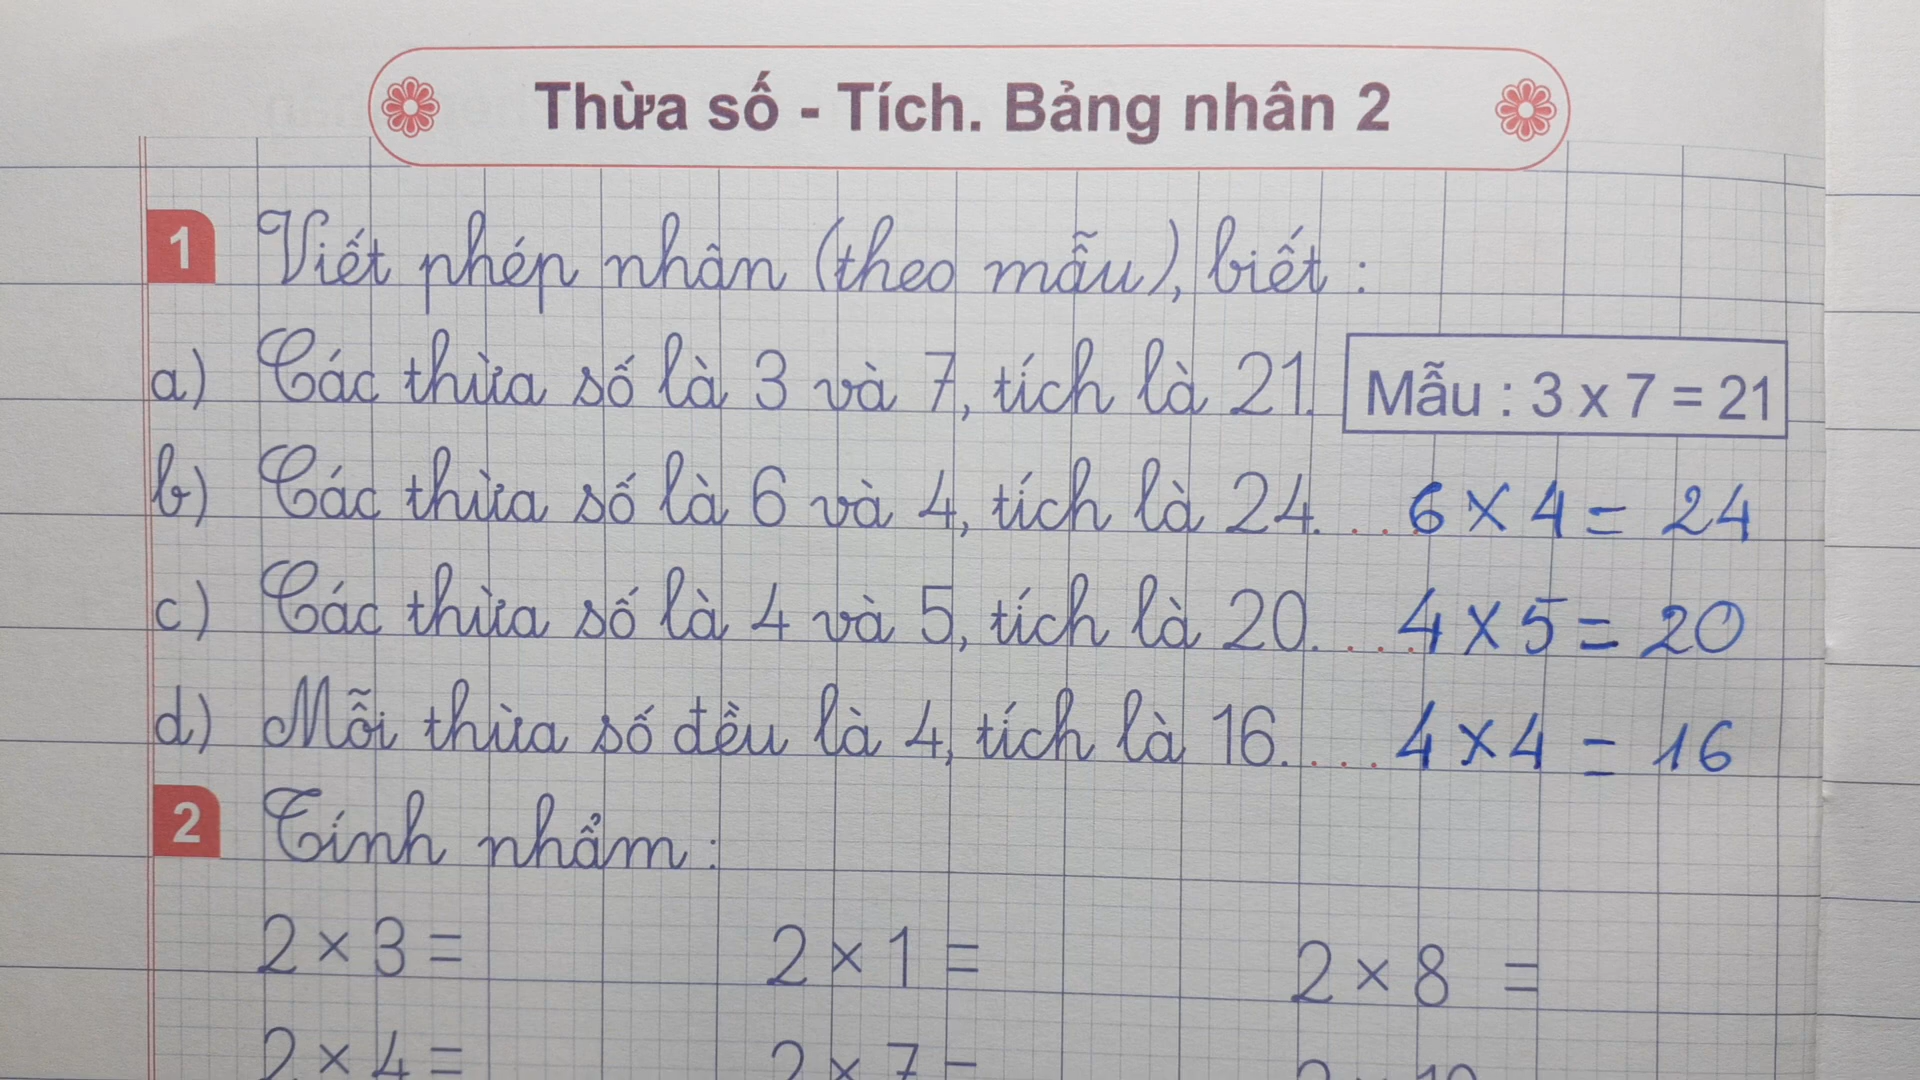 Thừa số - Tích. Bảng nhân 2
1 Viết phép nhân (theo mẫu), biết :
a) Các thừa số là 3 và 7, tích là 21. Mẫu : 3 x 7 = 21
b) Các thừa số là 6 và 4, tích là 24. ... 6 × 4 = 24
c) Các thừa số là 4 và 5, tích là 20. .... 4 × 5 = 20
d) Mỗi thừa số đều là 4, tích là 16. .... 4 × 4 = 16
2 Tính nhẩm :
2 × 3 = 2 × 1 = 2 × 8 =
2 × 4 = 2 × 7 = 2 × 10